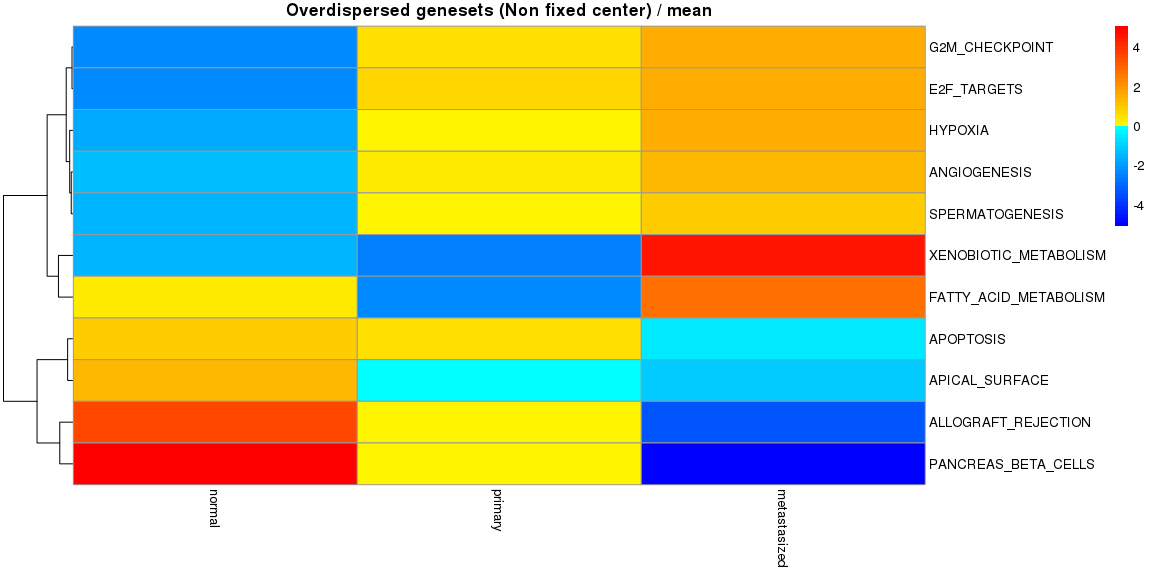 Overdispersed genesets (Non fixed center) / mean
G2M_CHECKPOINT
E2F_TARGETS
HYPOXIA
ANGIOGENESIS
SPERMATOGENESIS
XENOBIOTIC_METABOLISM
FATTY_ACID_METABOLISM
APOPTOSIS
APICAL_SURFACE
ALLOGRAFT_REJECTION
PANCREAS_BETA_CELLS
4
2
0
-2
-4
normal
primary
metastasized